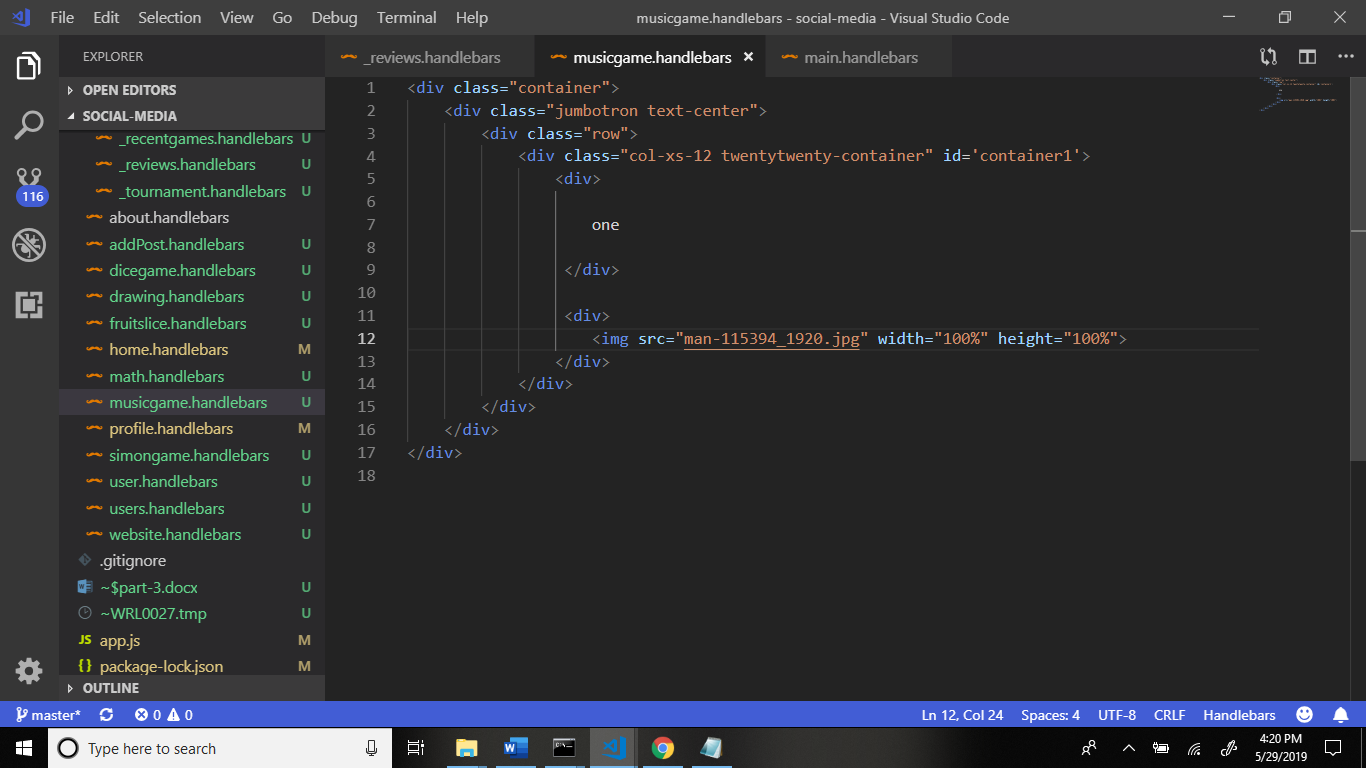 File Edit Selection View Go Debug Terminal Help musicgame.handlebars - social-media - Visual Studio Code
EXPLORER
OPEN EDITORS
SOCIAL-MEDIA
_recentgames.handlebars U
_reviews.handlebars U
_tournament.handlebars U
about.handlebars
addPost.handlebars U
dicegame.handlebars U
drawing.handlebars U
fruitslice.handlebars U
home.handlebars M
math.handlebars U
musicgame.handlebars U
profile.handlebars M
simongame.handlebars U
user.handlebars U
users.handlebars U
website.handlebars U
.gitignore
~$part-3.docx U
~WRL0027.tmp U
JS app.js M
{} package-lock.json M
OUTLINE
116
_reviews.handlebars musicgame.handlebars main.handlebars
1 <div class="container">
2 <div class="jumbotron text-center">
3 <div class="row">
4 <div class="col-xs-12 twentytwenty-container" id='container1'>
5 <div>
6
7 one
8
9 </div>
10
11 <div>
12 <img src="man-115394_1920.jpg" width="100%" height="100%">
13 </div>
14 </div>
15 </div>
16 </div>
17 </div>
18
master* 0 0 Ln 12, Col 24 Spaces: 4 UTF-8 CRLF Handlebars
Type here to search
4:20 PM
5/29/2019